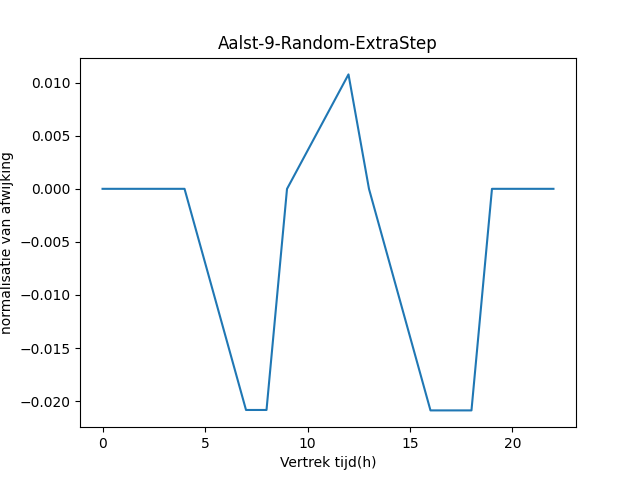 Aalst-9-Random-ExtraStep
0.010
0.005
0.000
−0.005
−0.010
−0.015
−0.020
normalisatie van afwijking
0 5 10 15 20
Vertrek tijd(h)